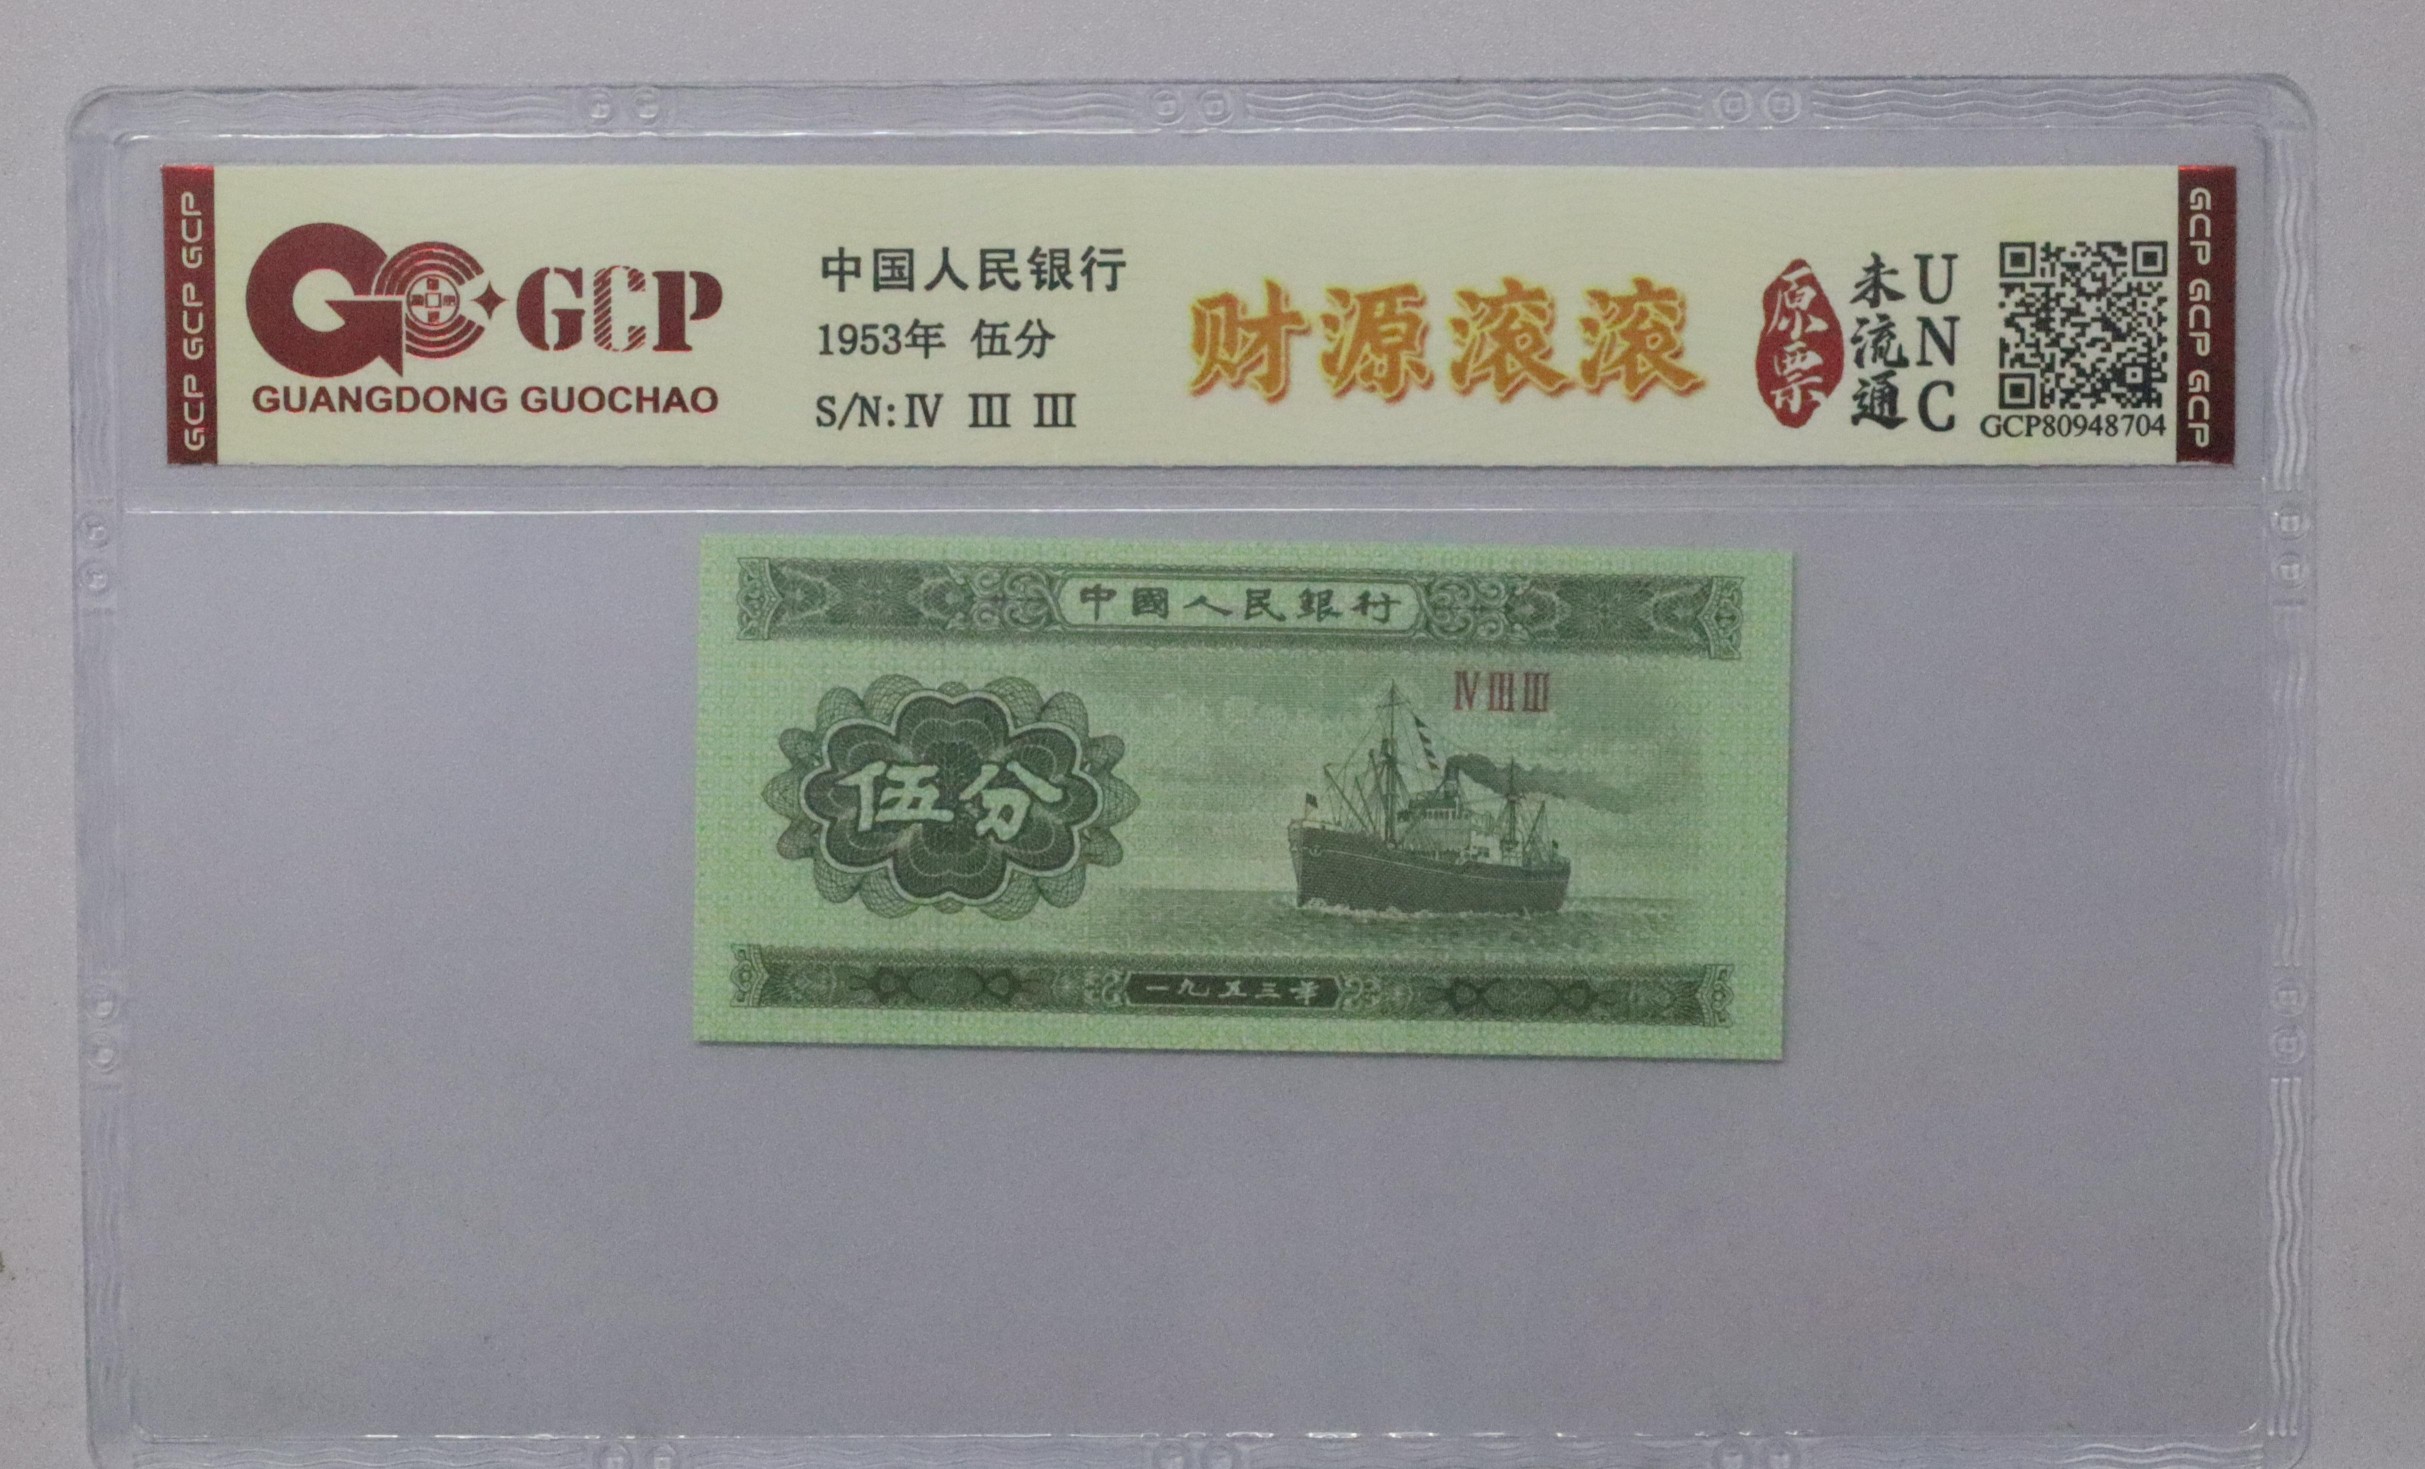 GCP GCP GCP
GCP
GUANGDONG GUOCHAO
中国人民银行
1953年 伍分
S/N: IV III III
财源滚滚
原票
未流通
UNC
GCP80948704
GCP GCP GCP
中國人民銀行
IV III III
伍分
一九五三年